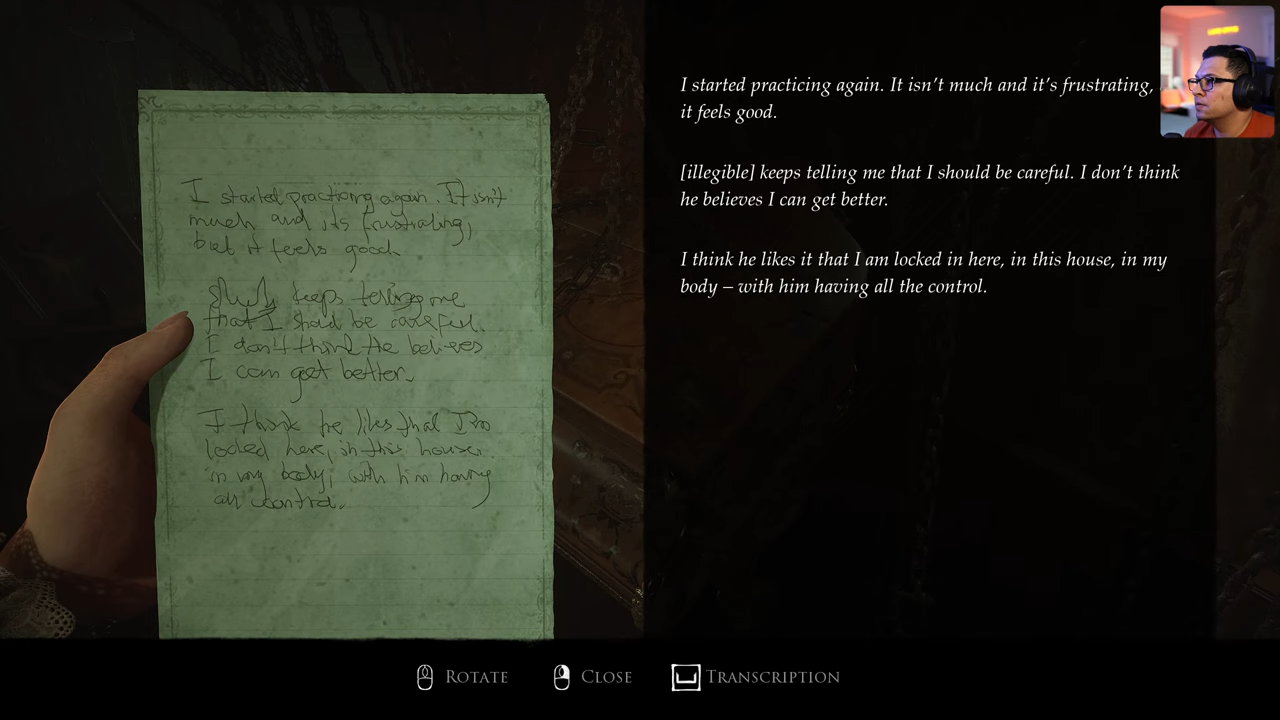 I started practicing again. It isn't
much and its frustrating,
but it feels good.
keeps telling me
that I shoud be careful.
I don't think He believes
I can get better.
I think he likes that I'm
locked here, in this house,
in my body, with him having
all control.
I started practicing again. It isn't much and it's frustrating,
it feels good.
[illegible] keeps telling me that I should be careful. I don't think
he believes I can get better.
I think he likes it that I am locked in here, in this house, in my
body – with him having all the control.
ROTATE CLOSE TRANSCRIPTION